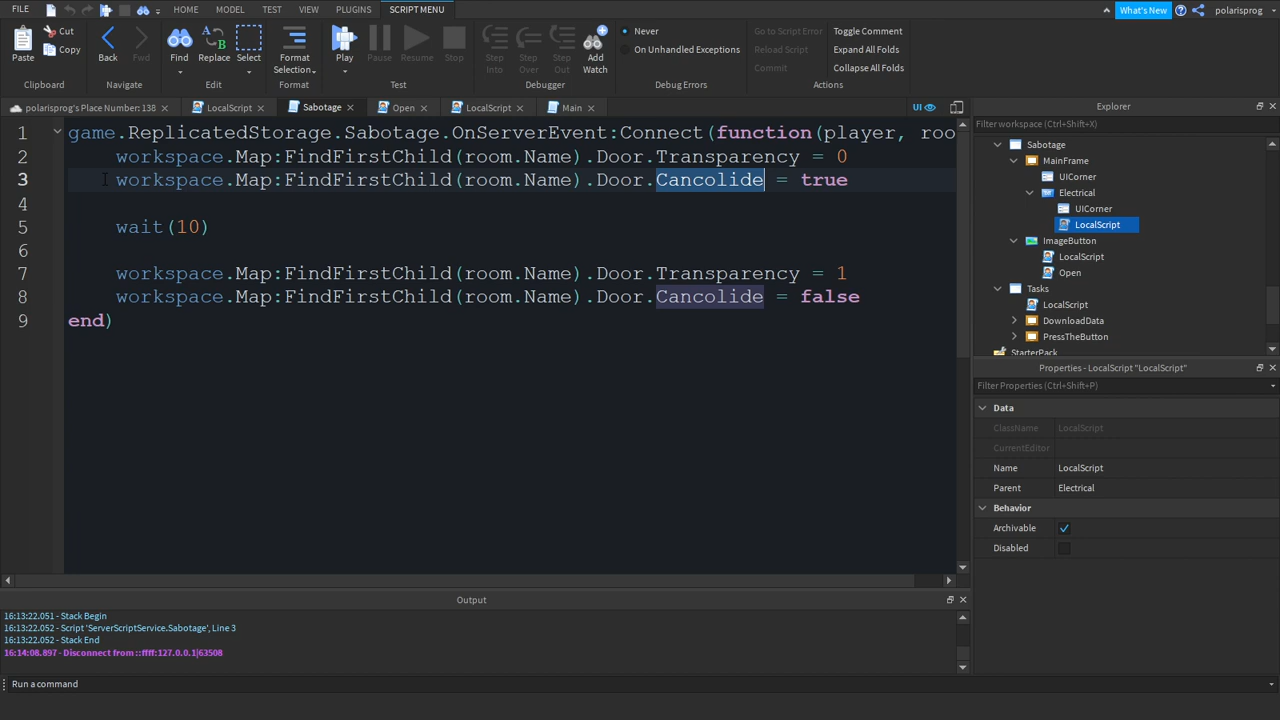 FILE HOME MODEL TEST VIEW PLUGINS SCRIPT MENU What's New polarisprog
Paste Cut Copy Back Fwd Find Replace Select Format Selection Play Pause Resume Stop Step Into Step Over Step Out Add Watch Never On Unhandled Exceptions Go to Script Error Reload Script Commit Toggle Comment Expand All Folds Collapse All Folds
Clipboard Navigate Edit Format Test Debugger Debug Errors Actions
polarisprog's Place Number: 138 LocalScript Sabotage Open LocalScript Main UI
1 game.ReplicatedStorage.Sabotage.OnServerEvent:Connect(function(player, roo
2 workspace.Map:FindFirstChild(room.Name).Door.Transparency = 0
3 workspace.Map:FindFirstChild(room.Name).Door.Cancolide = true
4
5 wait(10)
6
7 workspace.Map:FindFirstChild(room.Name).Door.Transparency = 1
8 workspace.Map:FindFirstChild(room.Name).Door.Cancolide = false
9 end)
Explorer
Filter workspace (Ctrl+Shift+X)
Sabotage
MainFrame
UICorner
Electrical
UICorner
LocalScript
ImageButton
LocalScript
Open
Tasks
LocalScript
DownloadData
PressTheButton
StarterPack
Properties - LocalScript "LocalScript"
Filter Properties (Ctrl+Shift+P)
Data
ClassName LocalScript
CurrentEditor
Name LocalScript
Parent Electrical
Behavior
Archivable
Disabled
Output
16:13:22.051 - Stack Begin
16:13:22.052 - Script 'ServerScriptService.Sabotage', Line 3
16:13:22.052 - Stack End
16:14:08.897 - Disconnect from ::ffff:127.0.0.1|63508
Run a command